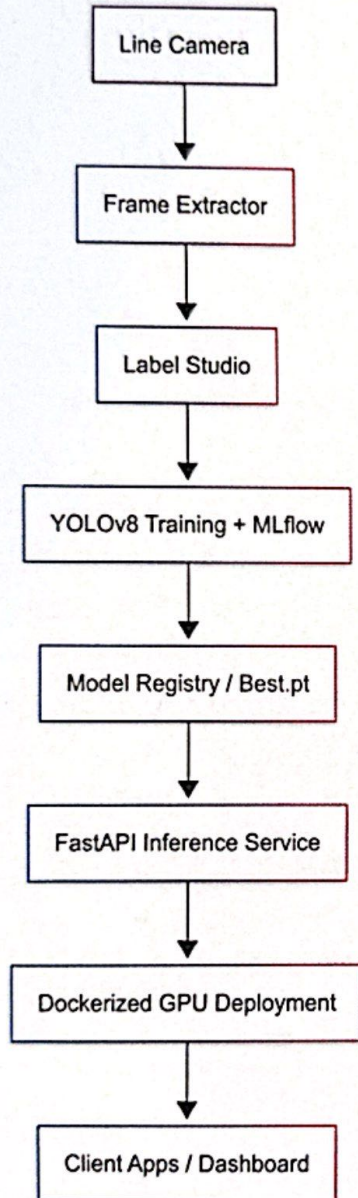 Line Camera
Frame Extractor
Label Studio
YOLOv8 Training + MLflow
Model Registry / Best.pt
FastAPI Inference Service
Dockerized GPU Deployment
Client Apps / Dashboard